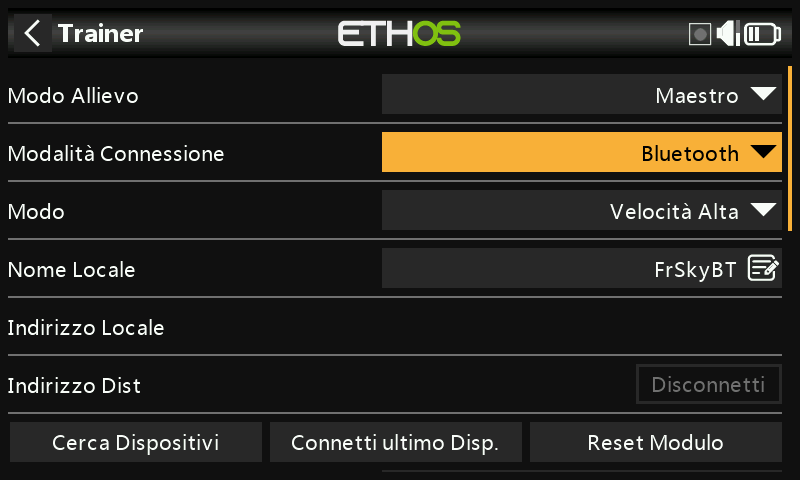 Trainer
ETHOS
Modo Allievo
Maestro
Modalità Connessione
Bluetooth
Modo
Velocità Alta
Nome Locale
FrSkyBT
Indirizzo Locale
Indirizzo Dist
Disconnetti
Cerca Dispositivi
Connetti ultimo Disp.
Reset Modulo